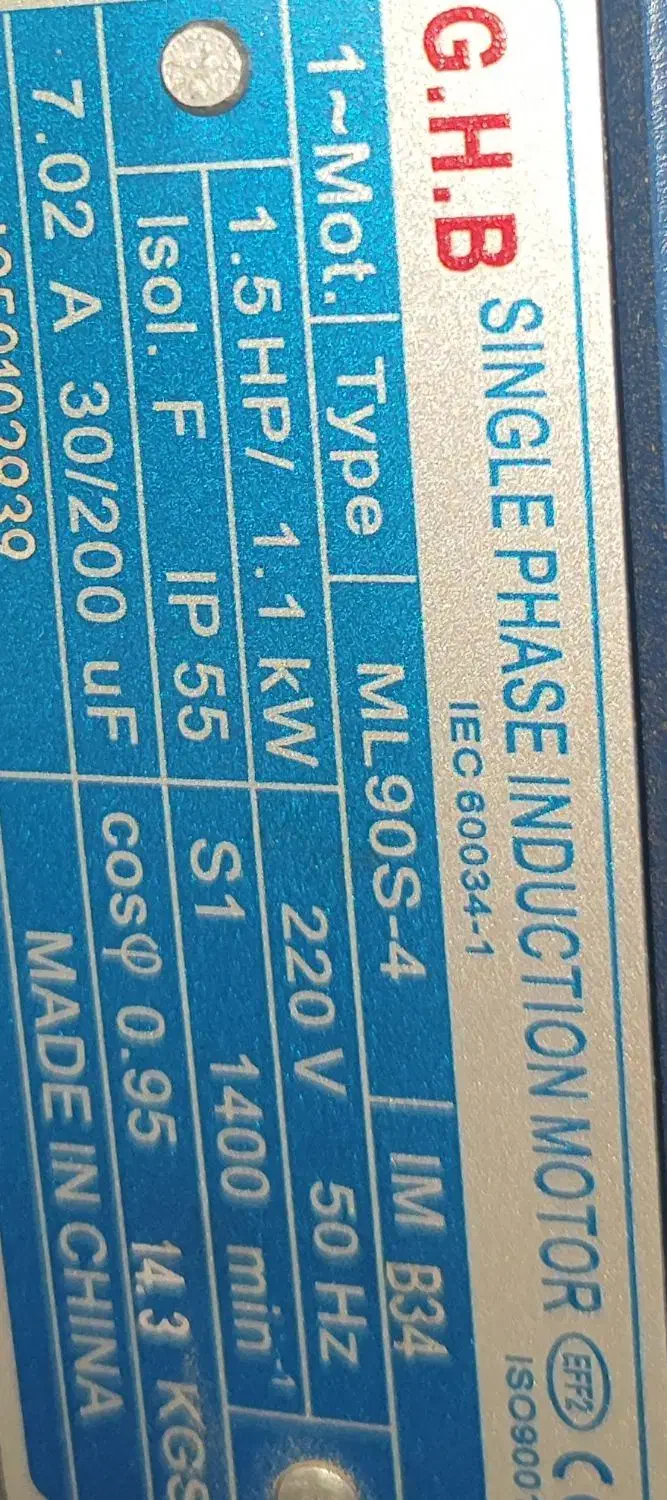 G.H.B SINGLE PHASE INDUCTION MOTOR EFF2 C
IEC 60034-1 ISO900
1~Mot. Type ML90S-4 IM B34
1.5 HP/ 1.1 kW 220 V 50 Hz
Isol. F IP 55 S1 1400 min⁻¹
7.02 A 30/200 uF cosφ 0.95 14.3 KGS
MADE IN CHINA